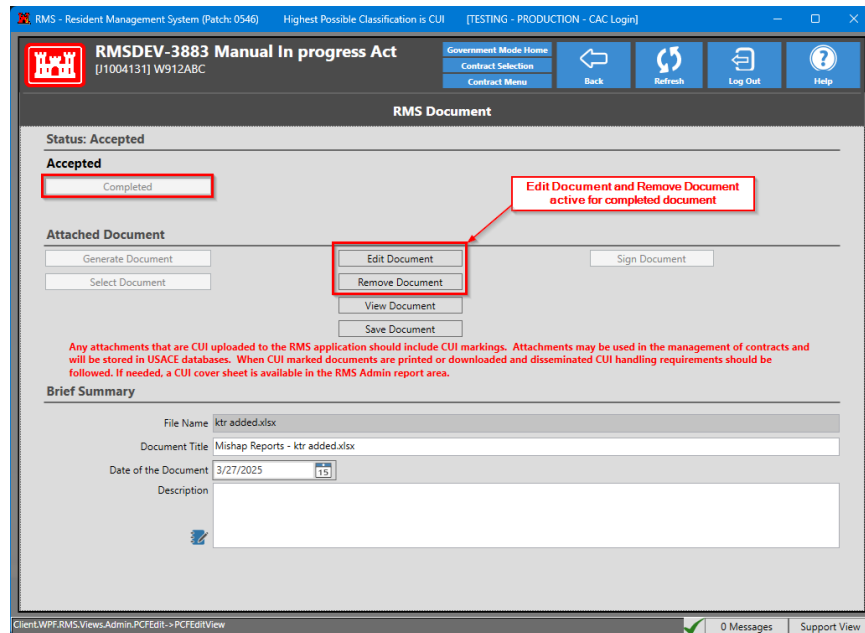 RMS - Resident Management System (Patch: 0546) Highest Possible Classification is CUI [TESTING - PRODUCTION - CAC Login]
RMSDEV-3883 Manual In progress Act
[J1004131] W912ABC
Government Mode Home
Contract Selection
Contract Menu
Back
Refresh
Log Out
Help
RMS Document
Status: Accepted
Accepted
Completed
Edit Document and Remove Document
active for completed document
Attached Document
Generate Document
Edit Document
Sign Document
Select Document
Remove Document
View Document
Save Document
Any attachments that are CUI uploaded to the RMS application should include CUI markings. Attachments may be used in the management of contracts and
will be stored in USACE databases. When CUI marked documents are printed or downloaded and disseminated CUI handling requirements should be
followed. If needed, a CUI cover sheet is available in the RMS Admin report area.
Brief Summary
File Name ktr added.xlsx
Document Title Mishap Reports - ktr added.xlsx
Date of the Document 3/27/2025 15
Description
Client.WPF.RMS.Views.Admin.PCFEdit->PCFEditView 0 Messages Support View